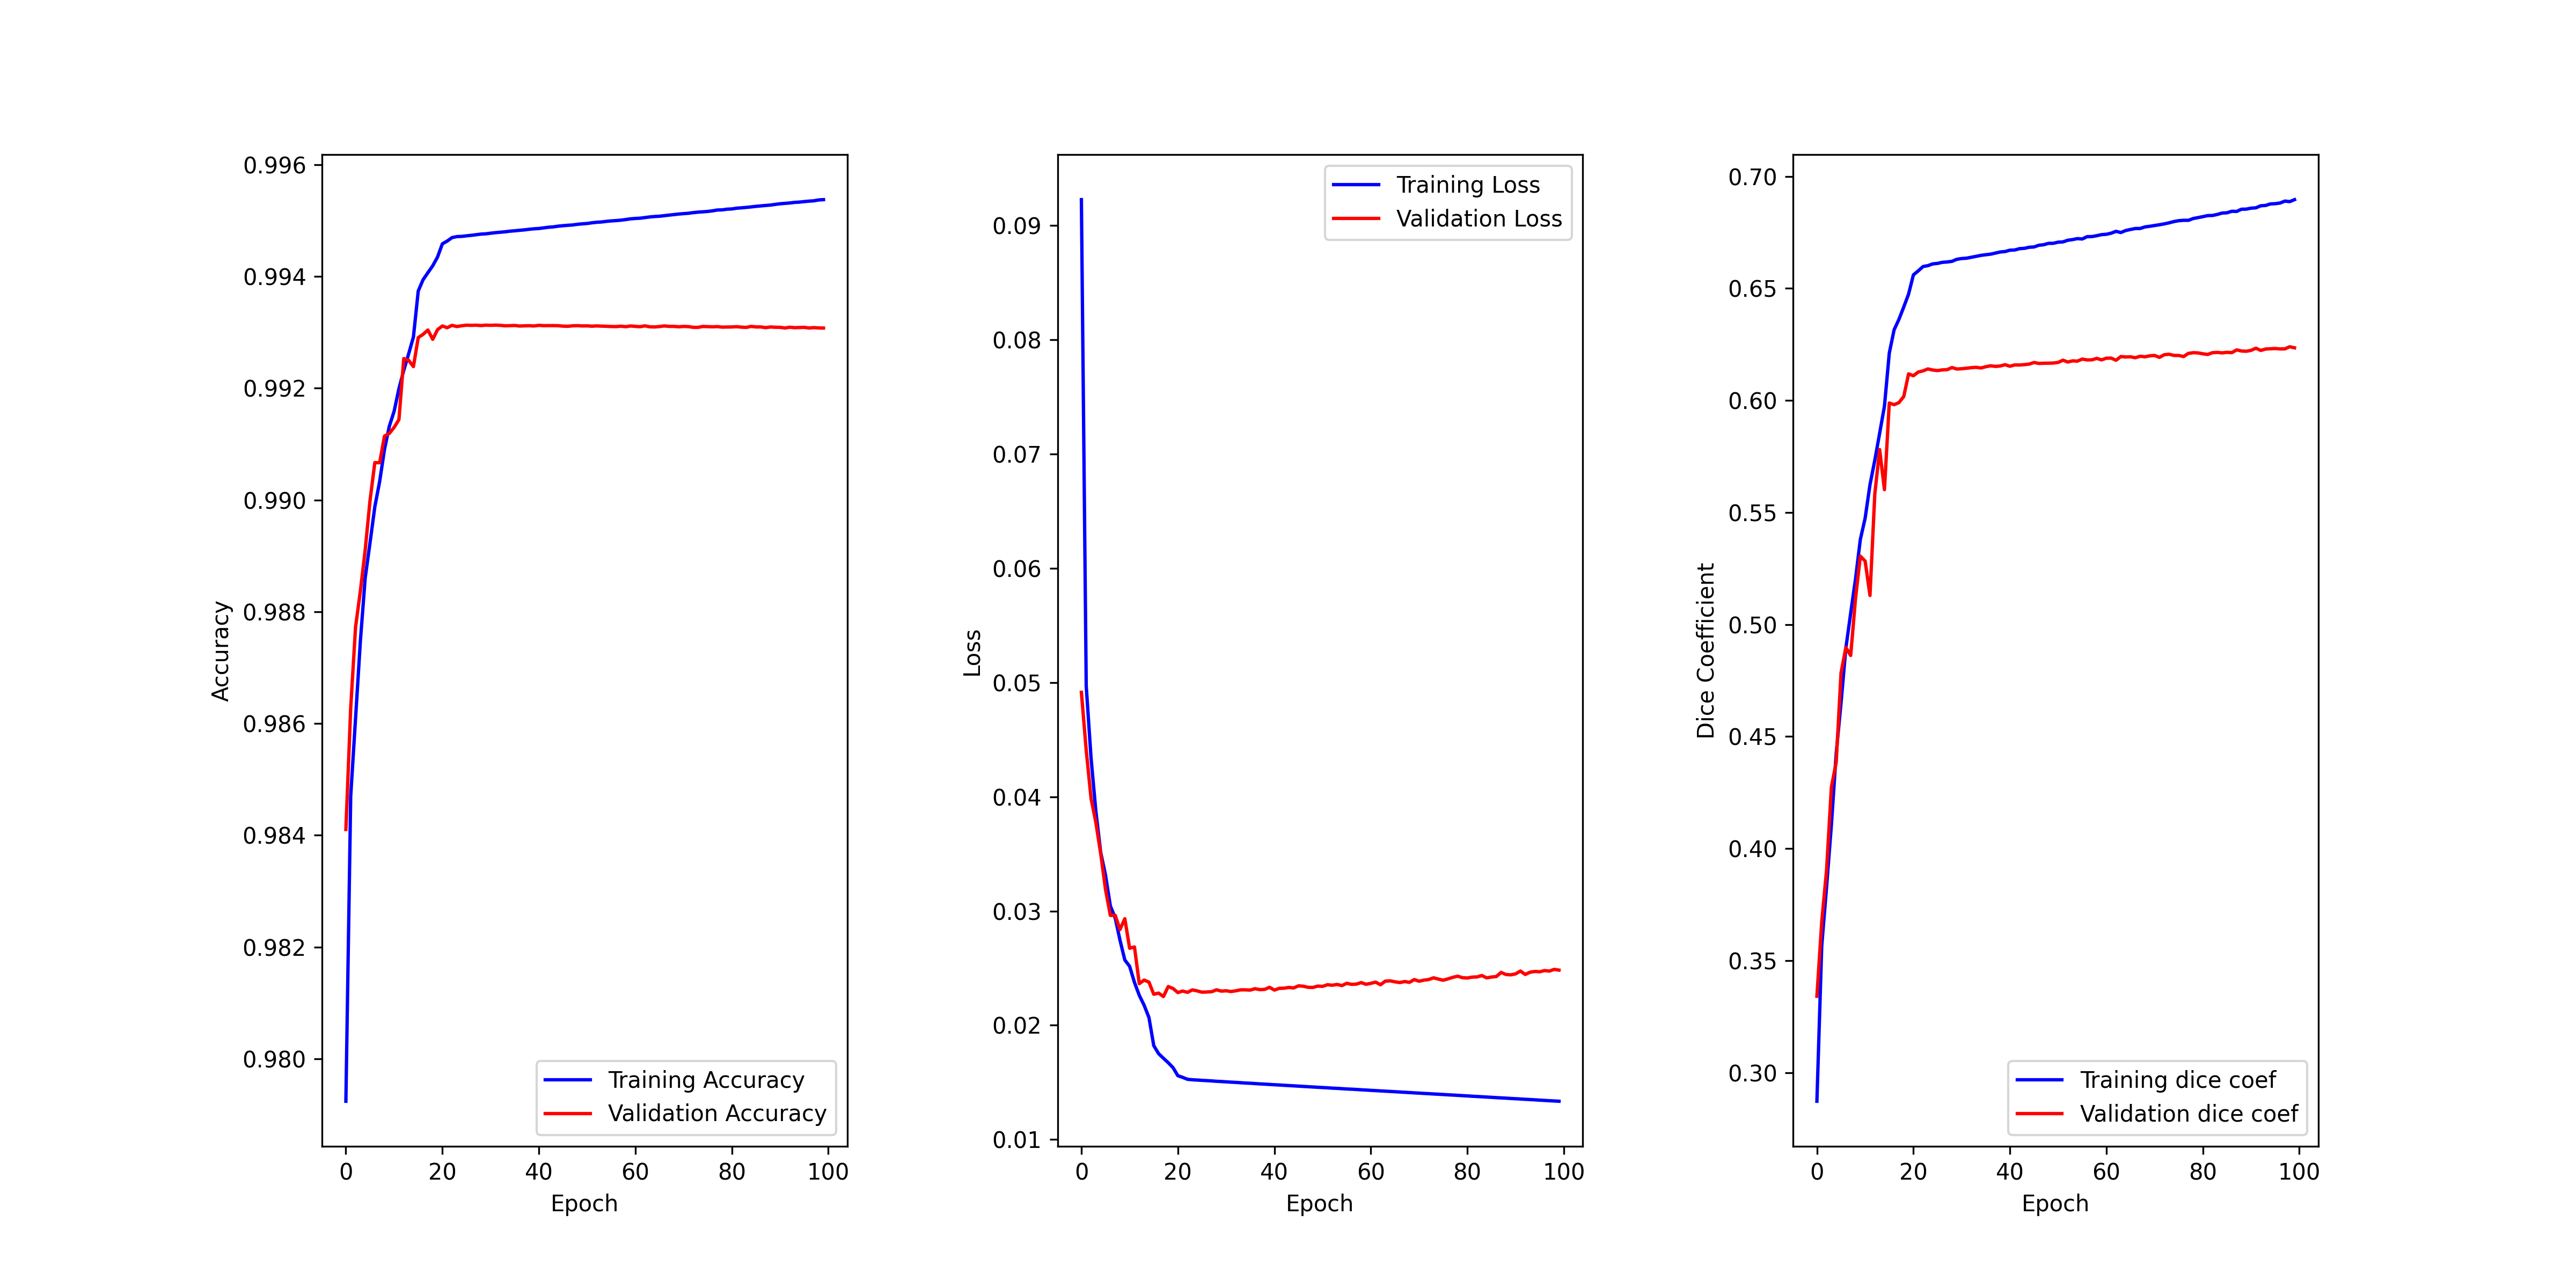 0.996
0.994
0.992
0.990
0.988
0.986
0.984
0.982
0.980
Accuracy
Training Accuracy
Validation Accuracy
0 20 40 60 80 100
Epoch
Training Loss
Validation Loss
0.09
0.08
0.07
0.06
0.05
0.04
0.03
0.02
0.01
Loss
0 20 40 60 80 100
Epoch
0.70
0.65
0.60
0.55
0.50
0.45
0.40
0.35
0.30
Dice Coefficient
Training dice coef
Validation dice coef
0 20 40 60 80 100
Epoch